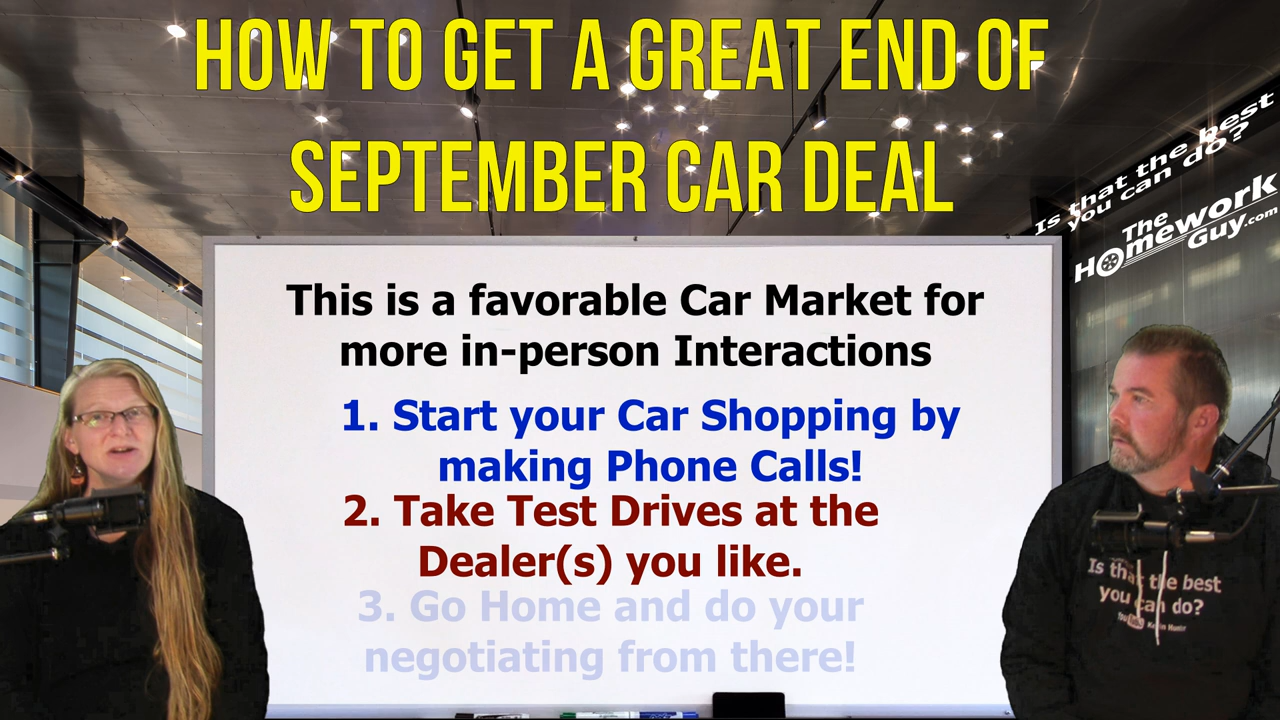 HOW TO GET A GREAT END OF
SEPTEMBER CAR DEAL
Is that the best
you can do?
The
Homework
Guy.com
This is a favorable Car Market for
more in-person Interactions
1. Start your Car Shopping by
making Phone Calls!
2. Take Test Drives at the
Dealer(s) you like.
3. Go Home and do your
negotiating from there!
Is that the best
you can do?